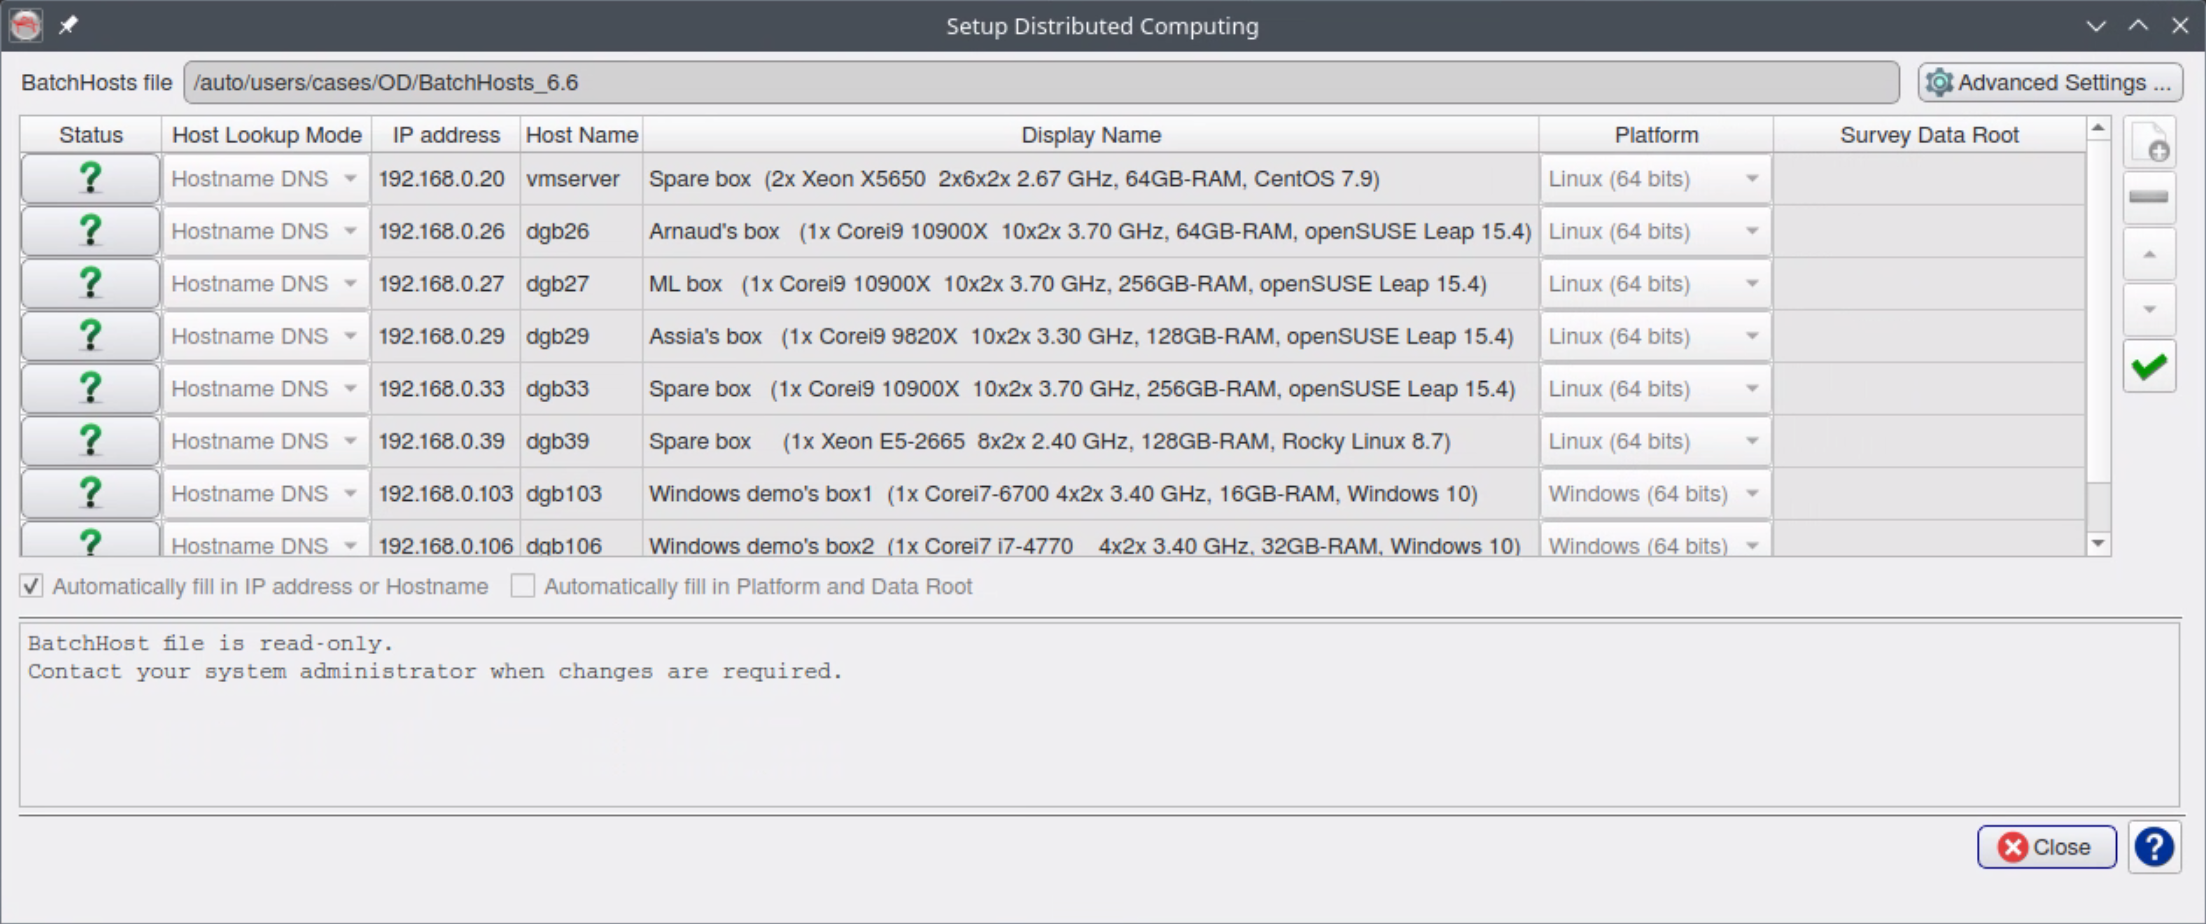 Setup Distributed Computing
BatchHosts file /auto/users/cases/OD/BatchHosts_6.6 Advanced Settings ...
Status Host Lookup Mode IP address Host Name Display Name Platform Survey Data Root
? Hostname DNS 192.168.0.20 vmserver Spare box (2x Xeon X5650 2x6x2x 2.67 GHz, 64GB-RAM, CentOS 7.9) Linux (64 bits)
? Hostname DNS 192.168.0.26 dgb26 Arnaud's box (1x Corei9 10900X 10x2x 3.70 GHz, 64GB-RAM, openSUSE Leap 15.4) Linux (64 bits)
? Hostname DNS 192.168.0.27 dgb27 ML box (1x Corei9 10900X 10x2x 3.70 GHz, 256GB-RAM, openSUSE Leap 15.4) Linux (64 bits)
? Hostname DNS 192.168.0.29 dgb29 Assia's box (1x Corei9 9820X 10x2x 3.30 GHz, 128GB-RAM, openSUSE Leap 15.4) Linux (64 bits)
? Hostname DNS 192.168.0.33 dgb33 Spare box (1x Corei9 10900X 10x2x 3.70 GHz, 256GB-RAM, openSUSE Leap 15.4) Linux (64 bits)
? Hostname DNS 192.168.0.39 dgb39 Spare box (1x Xeon E5-2665 8x2x 2.40 GHz, 128GB-RAM, Rocky Linux 8.7) Linux (64 bits)
? Hostname DNS 192.168.0.103 dgb103 Windows demo's box1 (1x Corei7-6700 4x2x 3.40 GHz, 16GB-RAM, Windows 10) Windows (64 bits)
? Hostname DNS 192.168.0.106 dgb106 Windows demo's box2 (1x Corei7 i7-4770 4x2x 3.40 GHz, 32GB-RAM, Windows 10) Windows (64 bits)
Automatically fill in IP address or Hostname Automatically fill in Platform and Data Root
BatchHost file is read-only.
Contact your system administrator when changes are required.
Close ?